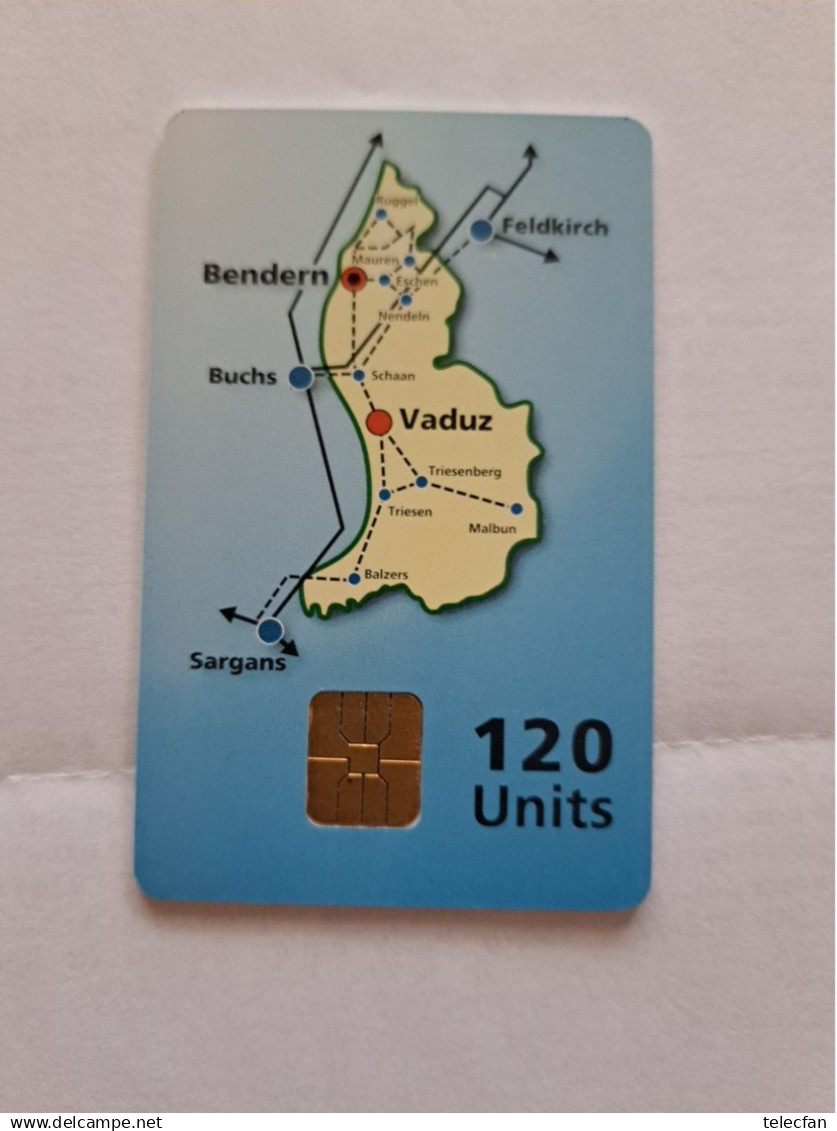 Ruggel
Feldkirch
Mauren
Bendern
Eschen
Nendeln
Buchs
Schaan
Vaduz
Triesenberg
Triesen
Malbun
Balzers
Sargans
120
Units
www.delcampe.net
telecfan